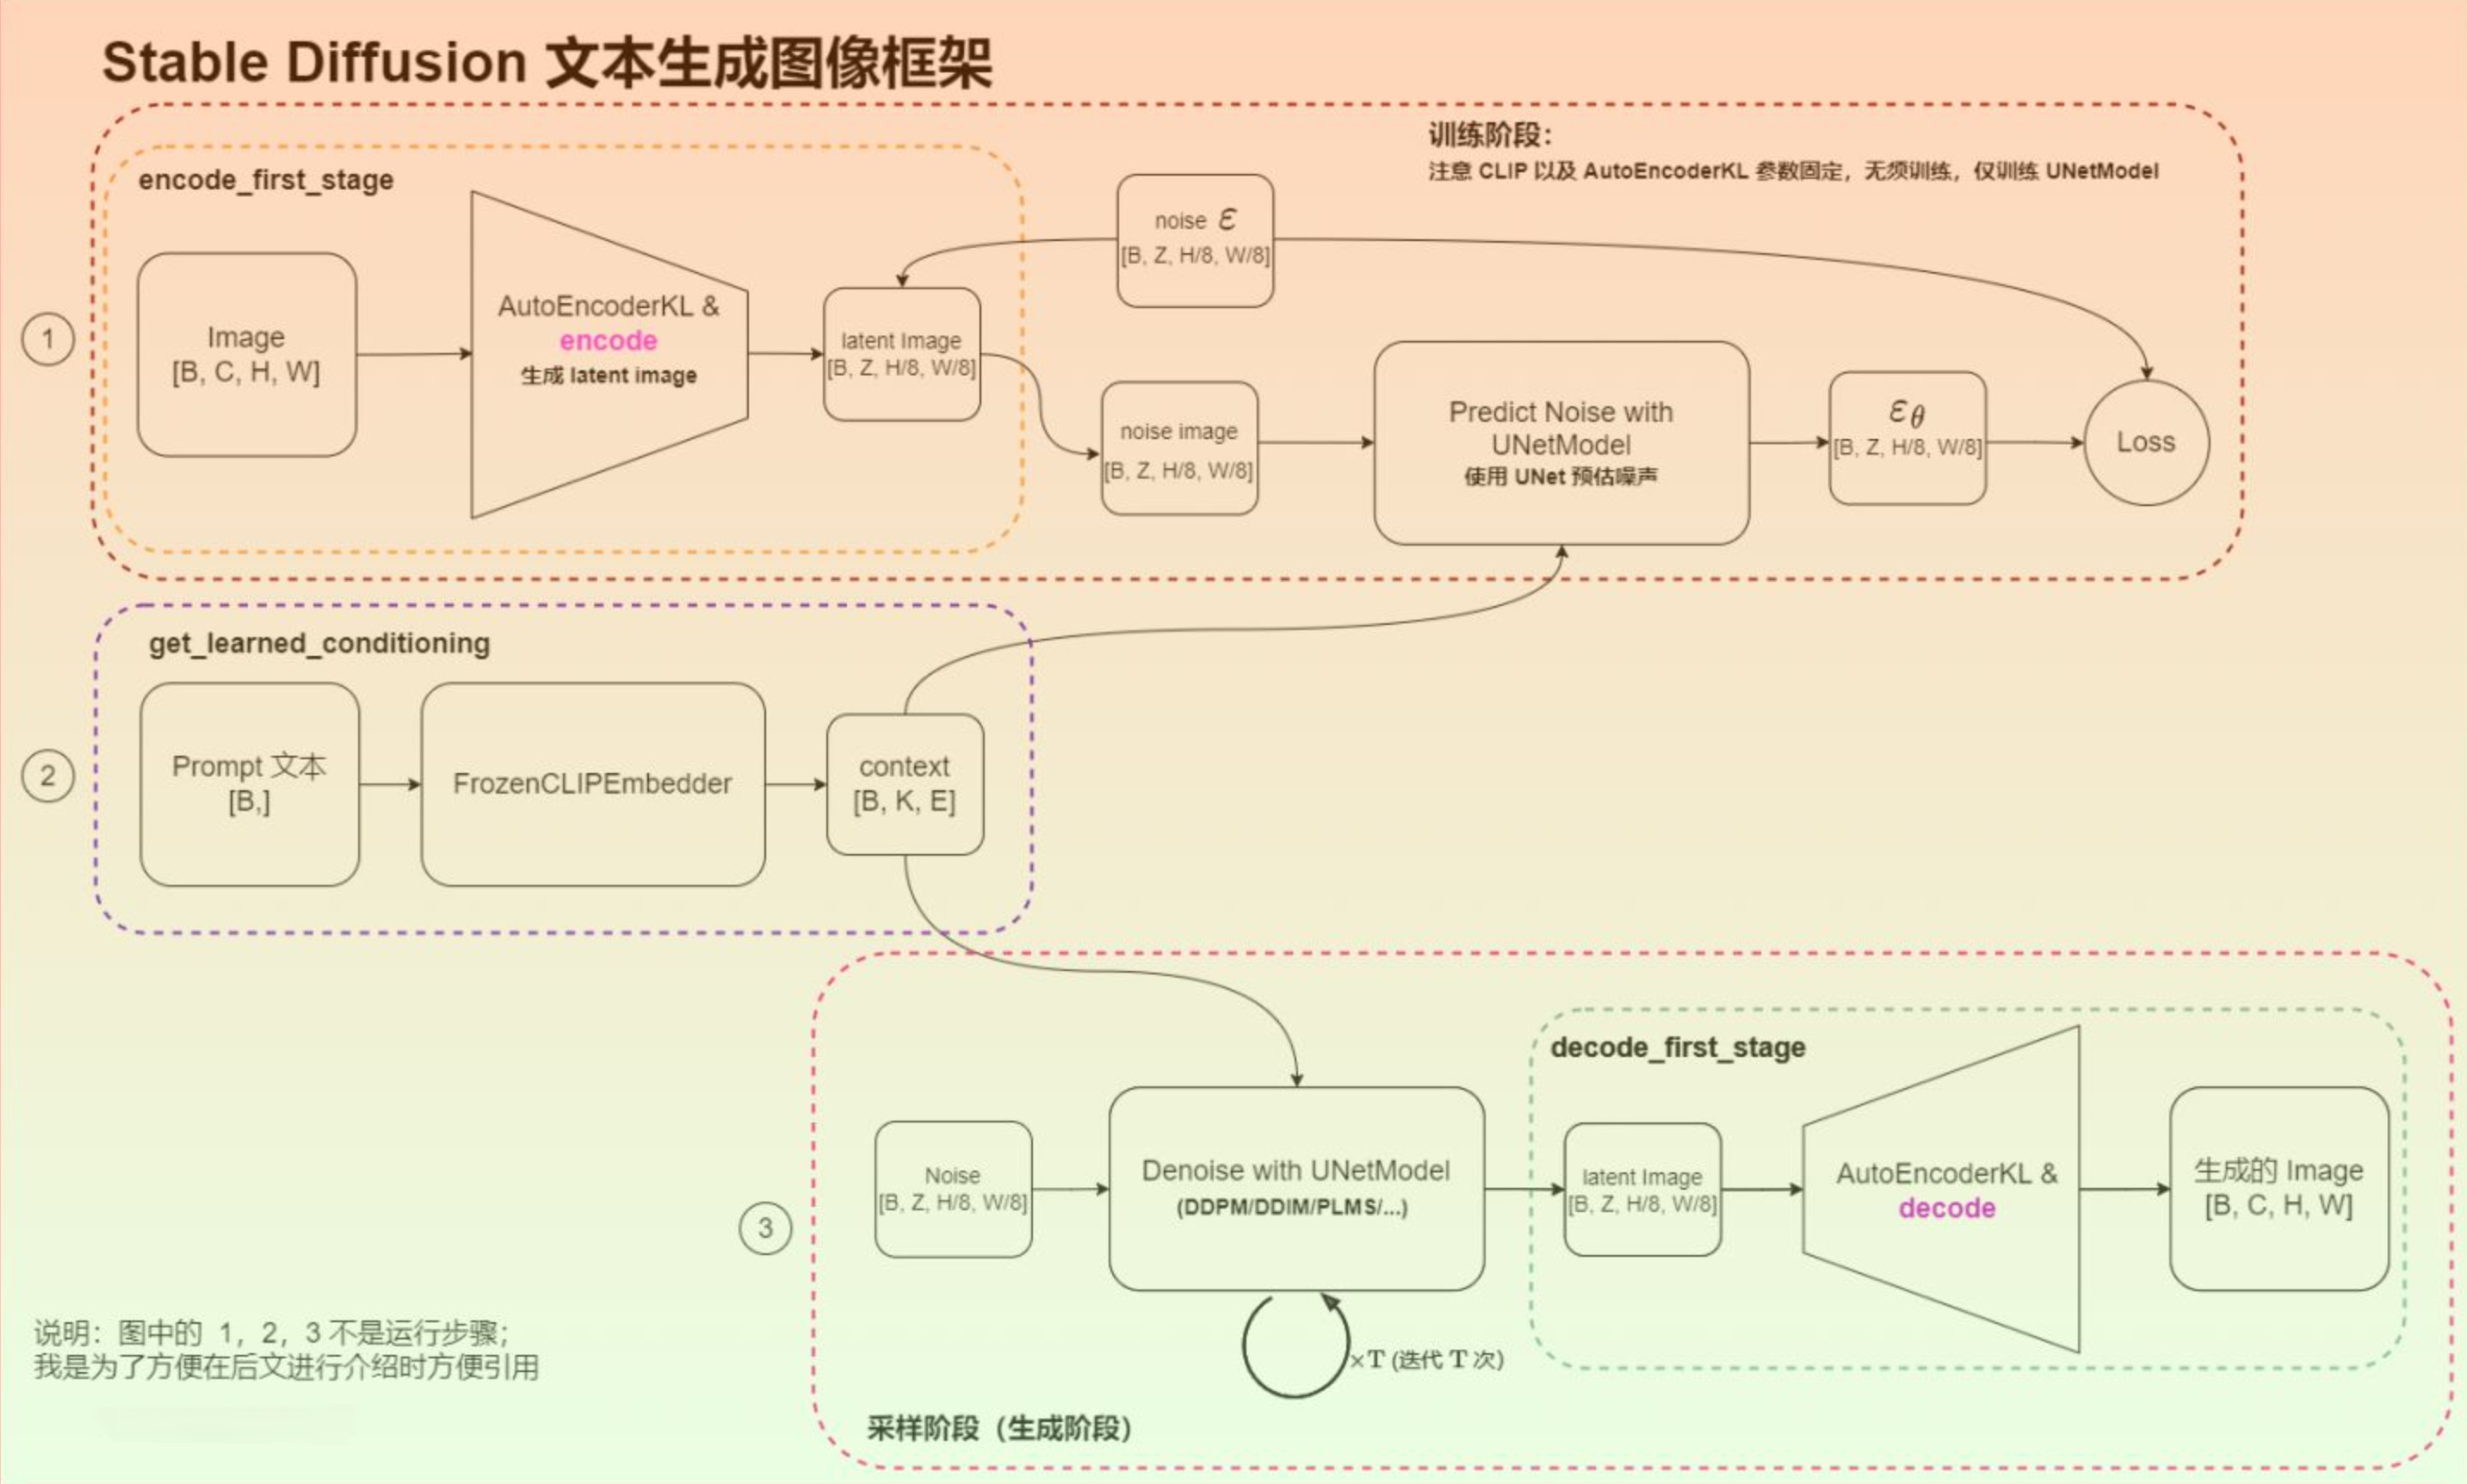 Stable Diffusion 文本生成图像框架
训练阶段：
注意 CLIP 以及 AutoEncoderKL 参数固定，无须训练，仅训练 UNetModel
encode_first_stage
1
Image
[B, C, H, W]
AutoEncoderKL &
encode
生成 latent image
latent Image
[B, Z, H/8, W/8]
noise ε
[B, Z, H/8, W/8]
noise image
[B, Z, H/8, W/8]
Predict Noise with
UNetModel
使用 UNet 预估噪声
εθ
[B, Z, H/8, W/8]
Loss
get_learned_conditioning
2
Prompt 文本
[B,]
FrozenCLIPEmbedder
context
[B, K, E]
3
Noise
[B, Z, H/8, W/8]
Denoise with UNetModel
(DDPM/DDIM/PLMS/...)
×T (迭代 T 次)
decode_first_stage
latent Image
[B, Z, H/8, W/8]
AutoEncoderKL &
decode
生成的 Image
[B, C, H, W]
采样阶段（生成阶段）
说明：图中的 1，2，3 不是运行步骤；
我是为了方便在后文进行介绍时方便引用